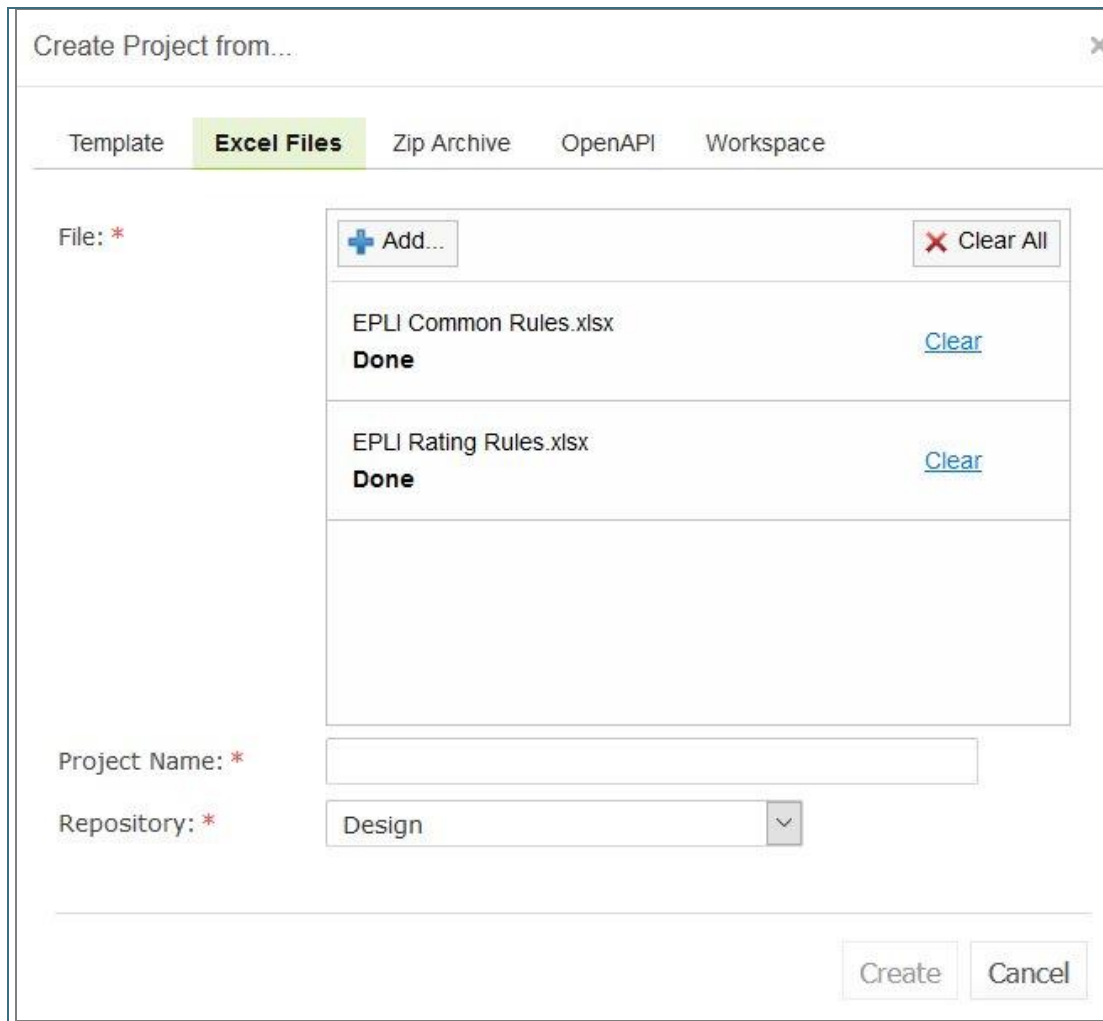 Create Project from...
Template Excel Files Zip Archive OpenAPI Workspace
File: *
Add...
Clear All
EPLI Common Rules.xlsx
Done
Clear
EPLI Rating Rules.xlsx
Done
Clear
Project Name: *
Repository: *
Design
Create Cancel